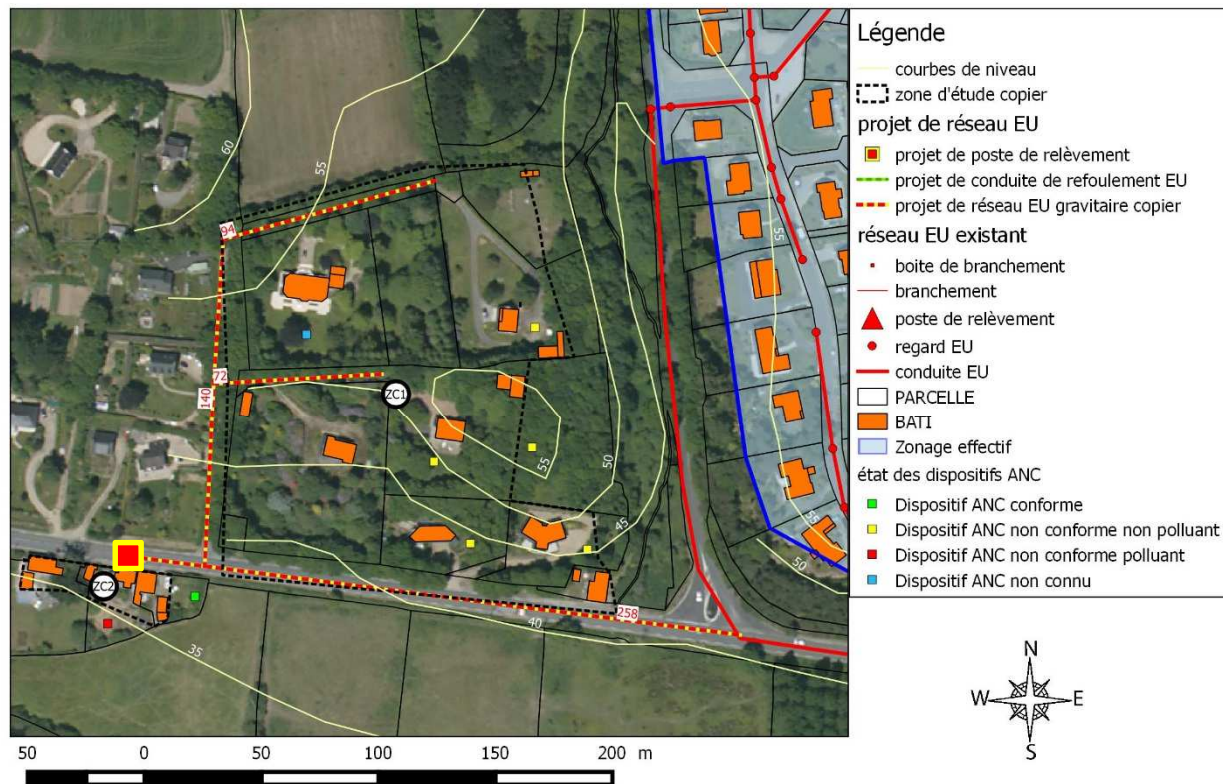 60
55
94
72
140
ZC1
55
50
45
258
40
ZC2
35
55
55
50
Légende
courbes de niveau
zone d'étude copier
projet de réseau EU
projet de poste de relèvement
projet de conduite de refoulement EU
projet de réseau EU gravitaire copier
réseau EU existant
boite de branchement
branchement
poste de relèvement
regard EU
conduite EU
PARCELLE
BATI
Zonage effectif
état des dispositifs ANC
Dispositif ANC conforme
Dispositif ANC non conforme non polluant
Dispositif ANC non conforme polluant
Dispositif ANC non connu
N
W E
S
50 0 50 100 150 200 m